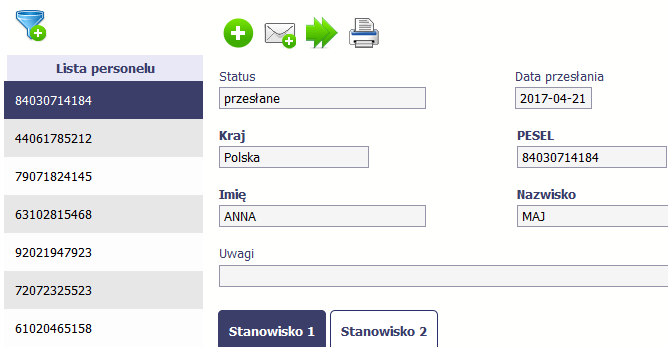 Lista personelu
84030714184
44061785212
79071824145
63102815468
92021947923
72072325523
61020465158
Status
Data przesłania
przesłane
2017-04-21
Kraj
PESEL
Polska
84030714184
Imię
Nazwisko
ANNA
MAJ
Uwagi
Stanowisko 1
Stanowisko 2